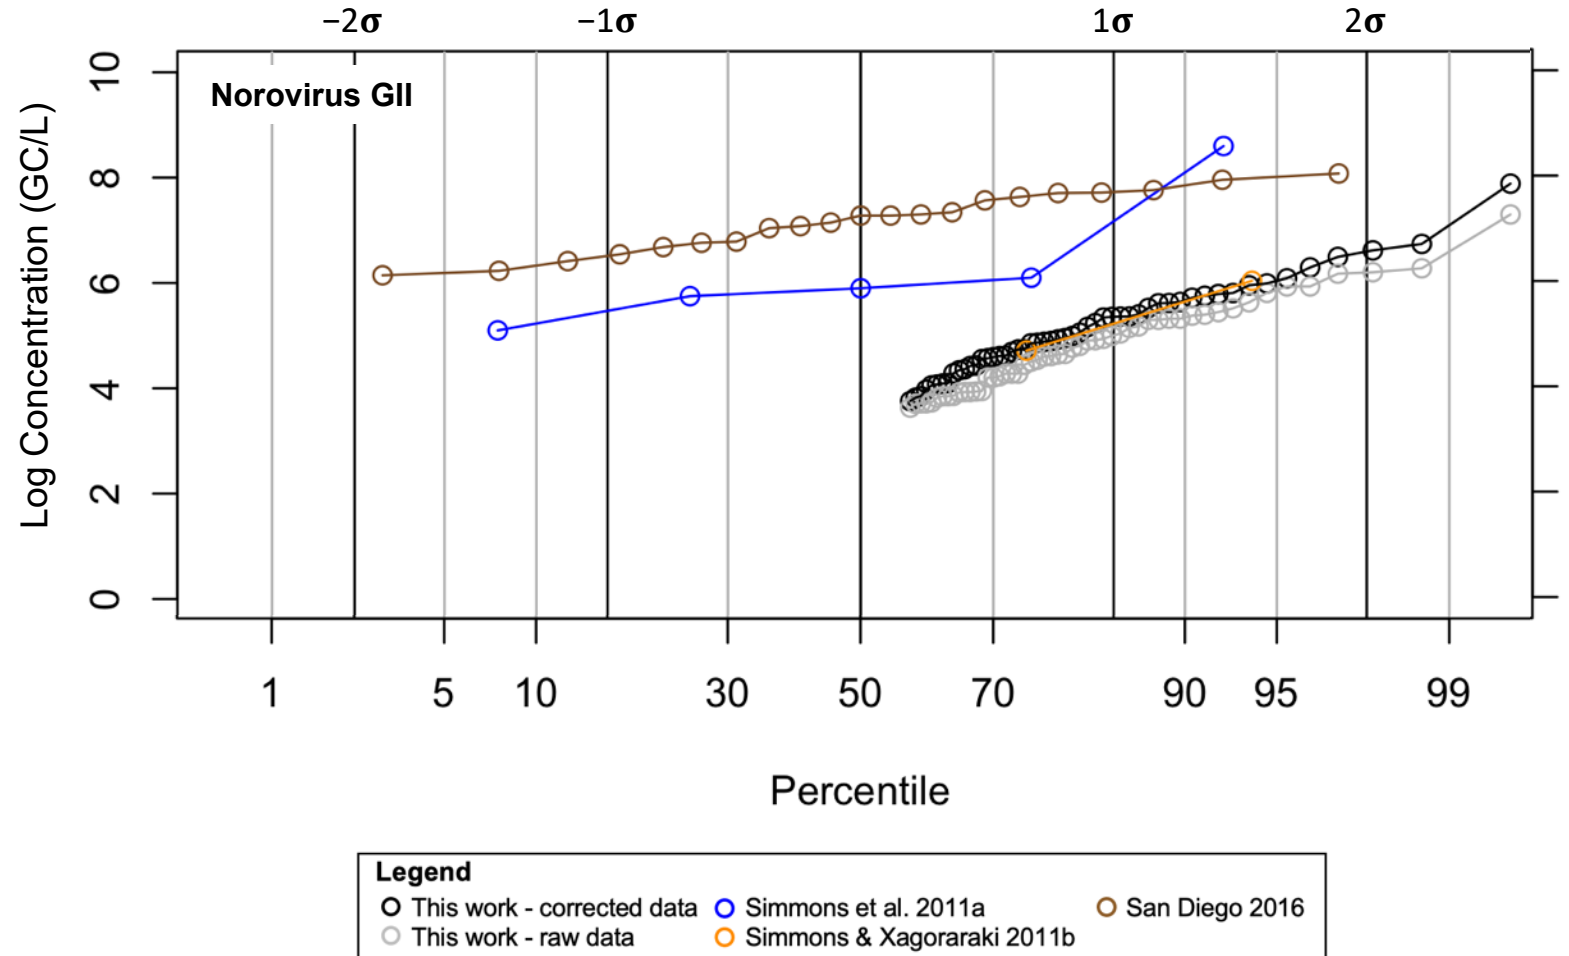 −2σ −1σ 1σ 2σ
Norovirus GII
Log Concentration (GC/L)
10
8
6
4
2
0
1 5 10 30 50 70 90 95 99
Percentile
Legend
This work - corrected data Simmons et al. 2011a San Diego 2016
This work - raw data Simmons & Xagoraraki 2011b